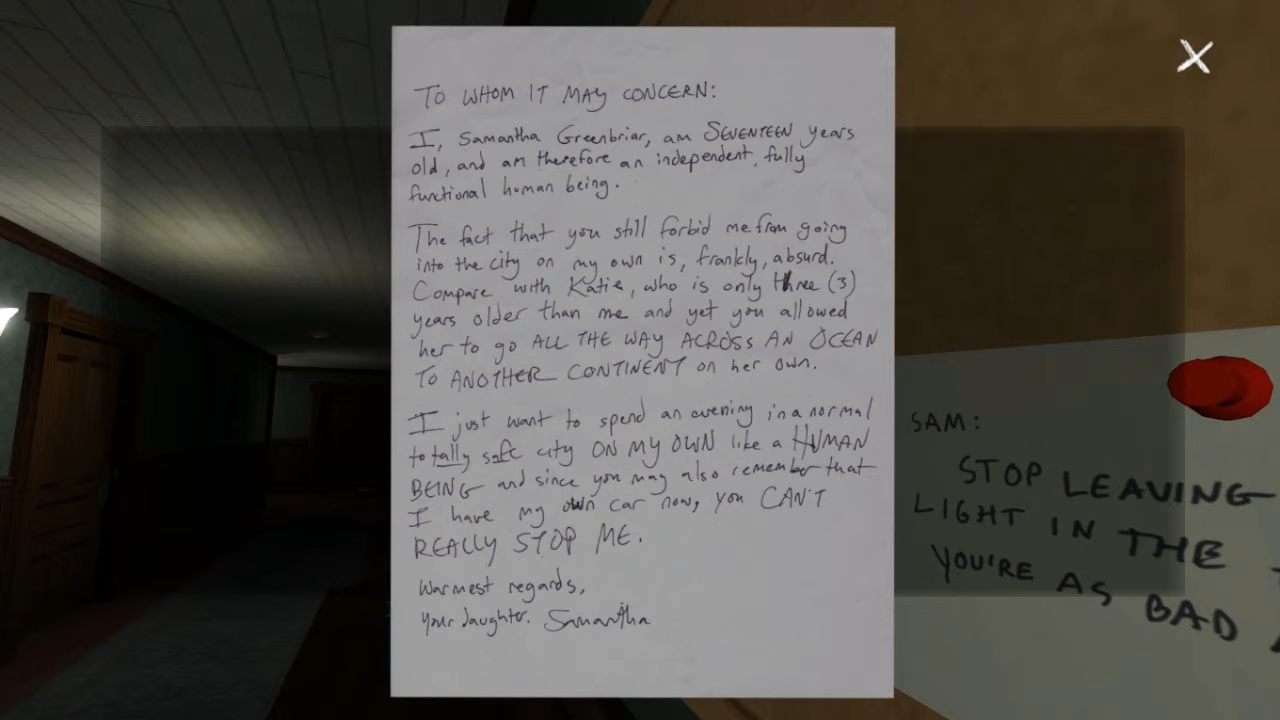 TO WHOM IT MAY CONCERN:
I, Samantha Greenbriar, am SEVENTEEN years
old, and am therefore an independent, fully
functional human being.
The fact that you still forbid me from going
into the city on my own is, frankly, absurd.
Compare with Katie, who is only three (3)
years older than me and yet you allowed
her to go ALL THE WAY ACROSS AN OCEAN
TO ANOTHER CONTINENT on her own.
I just want to spend an evening in a normal
totally safe city ON MY OWN like a HUMAN
BEING and since you may also remember that
I have my own car now, you CAN'T
REALLY STOP ME.
Warmest regards,
Your daughter. Samantha
SAM:
STOP LEAVING
LIGHT IN THE
YOU'RE AS BAD